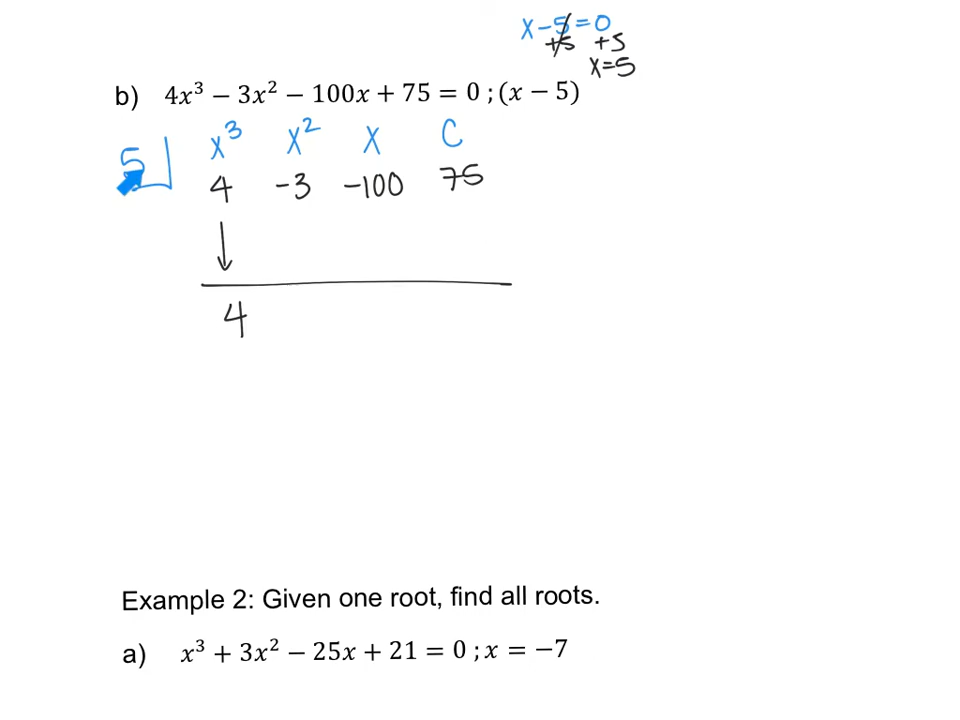 x-5=0
+5 +5
x=5
b) 4x³ − 3x² − 100x + 75 = 0 ; (x − 5)
5 x³ x² x C
4 -3 -100 75
4
Example 2: Given one root, find all roots.
a) x³ + 3x² − 25x + 21 = 0 ; x = −7